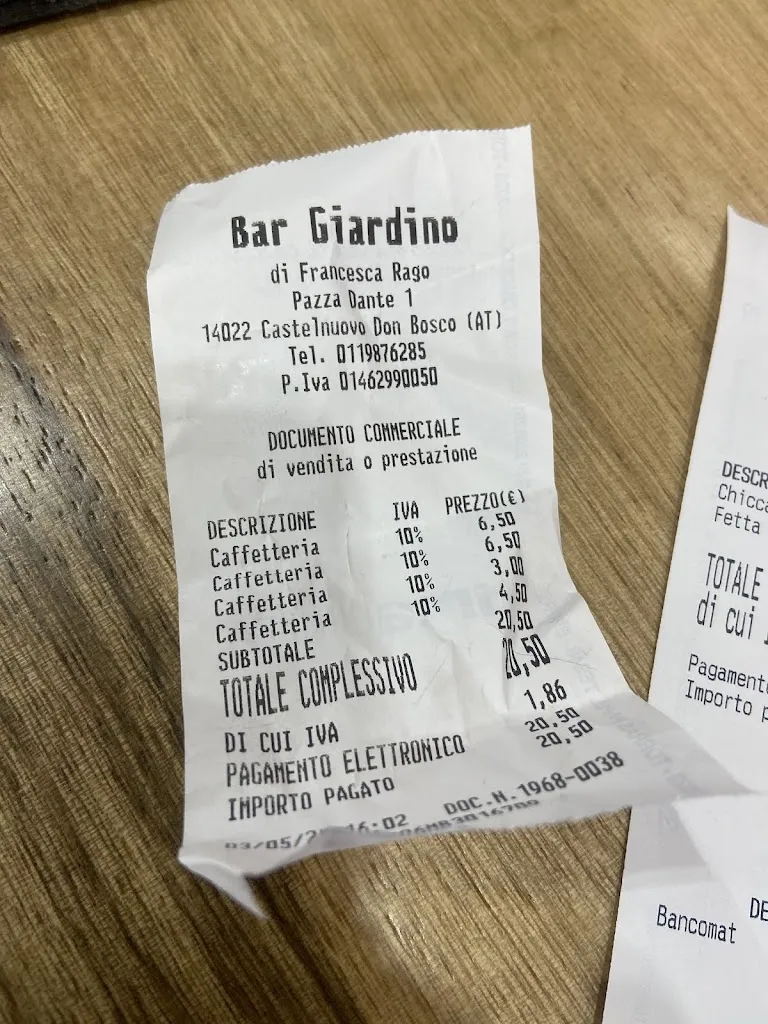 Bar Giardino
di Francesca Rago
Pazza Dante 1
14022 Castelnuovo Don Bosco (AT)
Tel. 0119876285
P.Iva 01462990050
DOCUMENTO COMMERCIALE
di vendita o prestazione
DESCRIZIONE IVA PREZZO(€)
Caffetteria 10% 6,50
Caffetteria 10% 6,50
Caffetteria 10% 3,00
Caffetteria 10% 4,50
SUBTOTALE 20,50
TOTALE COMPLESSIVO 20,50
DI CUI IVA 1,86
PAGAMENTO ELETTRONICO 20,50
IMPORTO PAGATO 20,50
16:02 DOC.N.1968-0038
Fetta
TOTALE
di cui
Importo
Bancomat